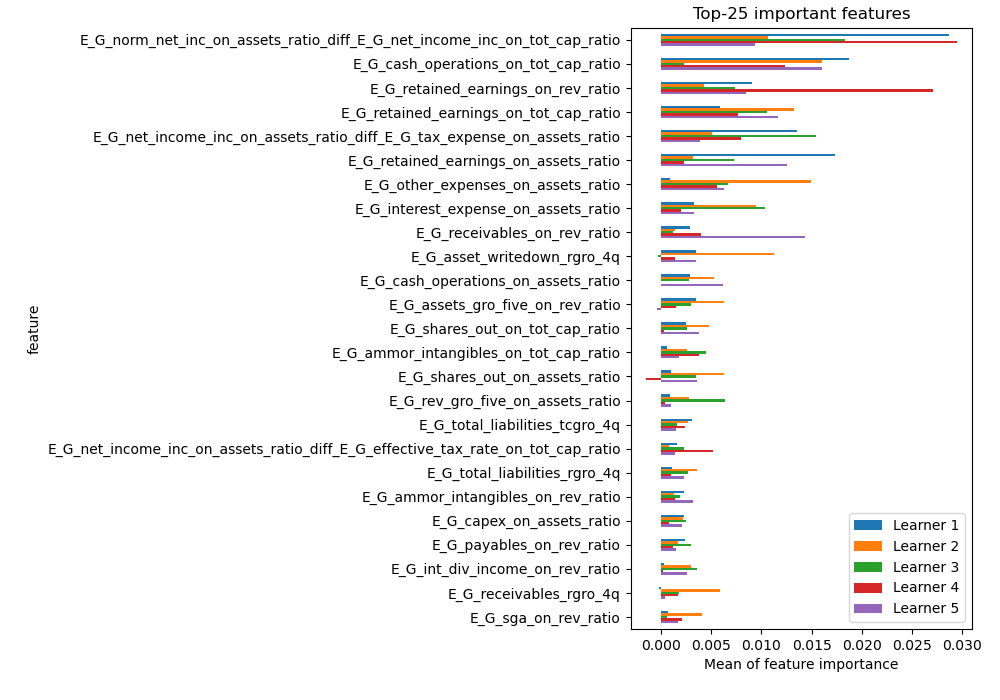 Top-25 important features
E_G_norm_net_inc_on_assets_ratio_diff_E_G_net_income_inc_on_tot_cap_ratio
E_G_cash_operations_on_tot_cap_ratio
E_G_retained_earnings_on_rev_ratio
E_G_retained_earnings_on_tot_cap_ratio
E_G_net_income_inc_on_assets_ratio_diff_E_G_tax_expense_on_assets_ratio
E_G_retained_earnings_on_assets_ratio
E_G_other_expenses_on_assets_ratio
E_G_interest_expense_on_assets_ratio
E_G_receivables_on_rev_ratio
E_G_asset_writedown_rgro_4q
E_G_cash_operations_on_assets_ratio
E_G_assets_gro_five_on_rev_ratio
E_G_shares_out_on_tot_cap_ratio
E_G_ammor_intangibles_on_tot_cap_ratio
E_G_shares_out_on_assets_ratio
E_G_rev_gro_five_on_assets_ratio
E_G_total_liabilities_tcgro_4q
E_G_net_income_inc_on_assets_ratio_diff_E_G_effective_tax_rate_on_tot_cap_ratio
E_G_total_liabilities_rgro_4q
E_G_ammor_intangibles_on_rev_ratio
E_G_capex_on_assets_ratio
E_G_payables_on_rev_ratio
E_G_int_div_income_on_rev_ratio
E_G_receivables_rgro_4q
E_G_sga_on_rev_ratio
feature
Learner 1
Learner 2
Learner 3
Learner 4
Learner 5
0.000 0.005 0.010 0.015 0.020 0.025 0.030
Mean of feature importance